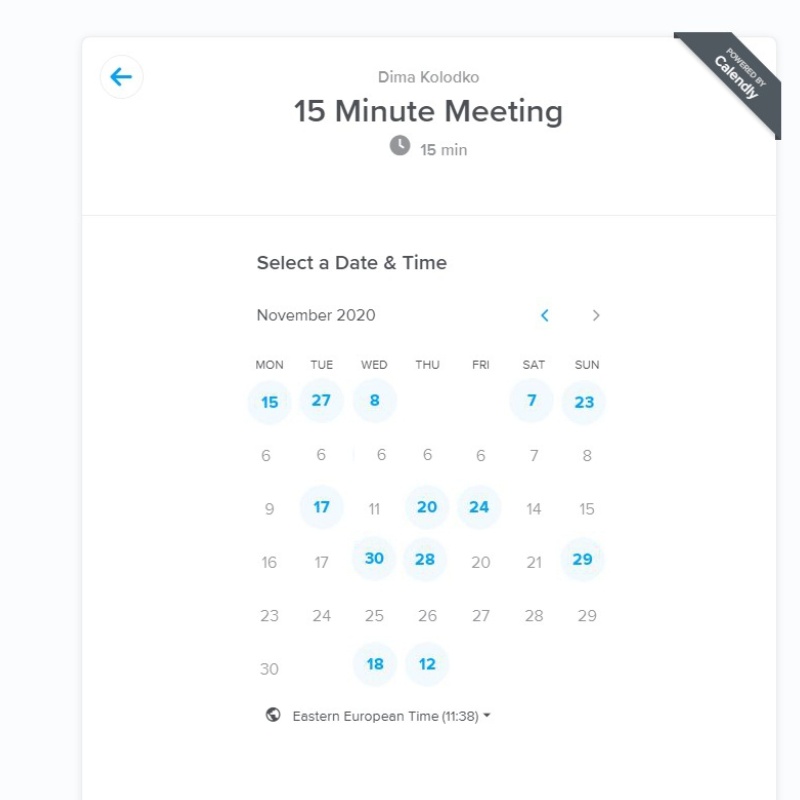 POWERED BY
Calendly
Dima Kolodko
15 Minute Meeting
15 min
Select a Date & Time
November 2020
MON TUE WED THU FRI SAT SUN
15 27 8 7 23
6 6 6 6 6 7 8
9 17 11 20 24 14 15
16 17 30 28 20 21 29
23 24 25 26 27 28 29
30 18 12
Eastern European Time (11:38)